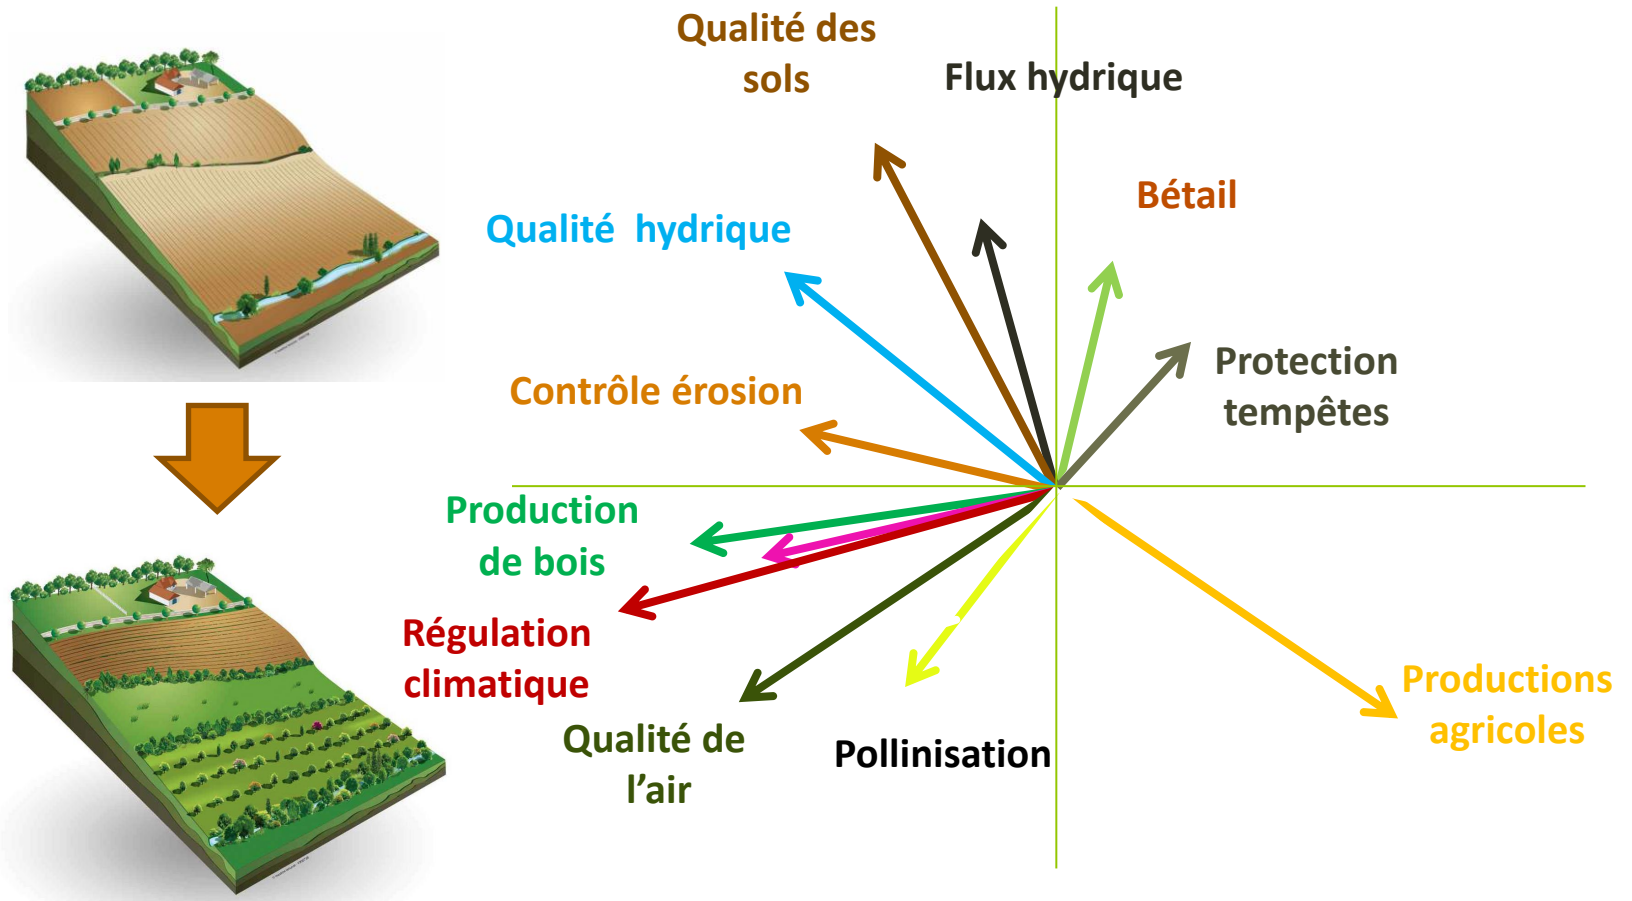 Qualité des
sols
Flux hydrique
Bétail
Qualité  hydrique
Protection
tempêtes
Contrôle érosion
Production
de bois
Régulation
climatique
Qualité de
l’air
Pollinisation
Productions
agricoles